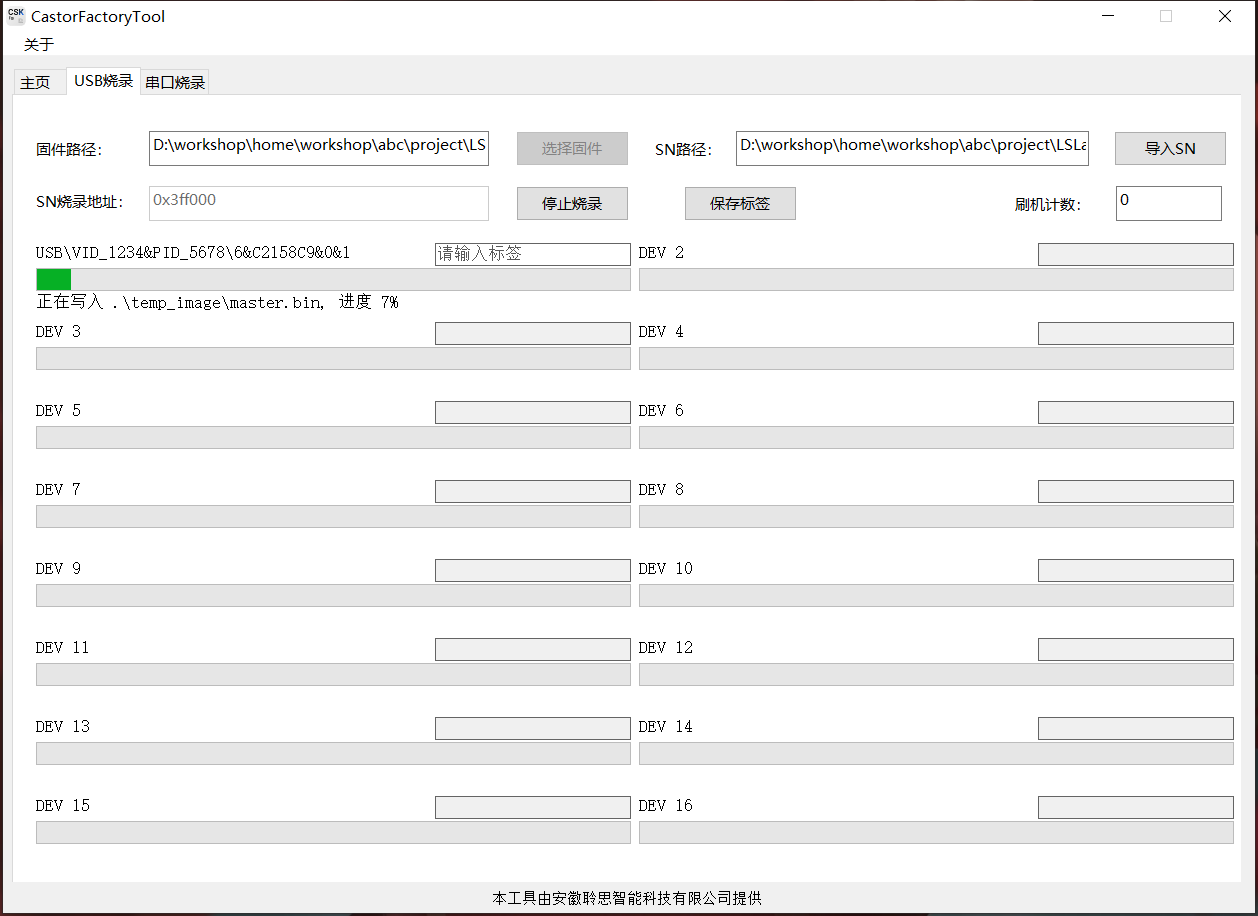 CSK
CastorFactoryTool
关于
主页 USB烧录 串口烧录
固件路径： D:\workshop\home\workshop\abc\project\LS 选择固件 SN路径： D:\workshop\home\workshop\abc\project\LSLa 导入SN
SN烧录地址： 0x3ff000 停止烧录 保存标签 刷机计数： 0
USB\VID_1234&PID_5678\6&C2158C9&0&1 请输入标签 DEV 2
正在写入 .\temp_image\master.bin, 进度 7%
DEV 3 DEV 4
DEV 5 DEV 6
DEV 7 DEV 8
DEV 9 DEV 10
DEV 11 DEV 12
DEV 13 DEV 14
DEV 15 DEV 16
本工具由安徽聆思智能科技有限公司提供